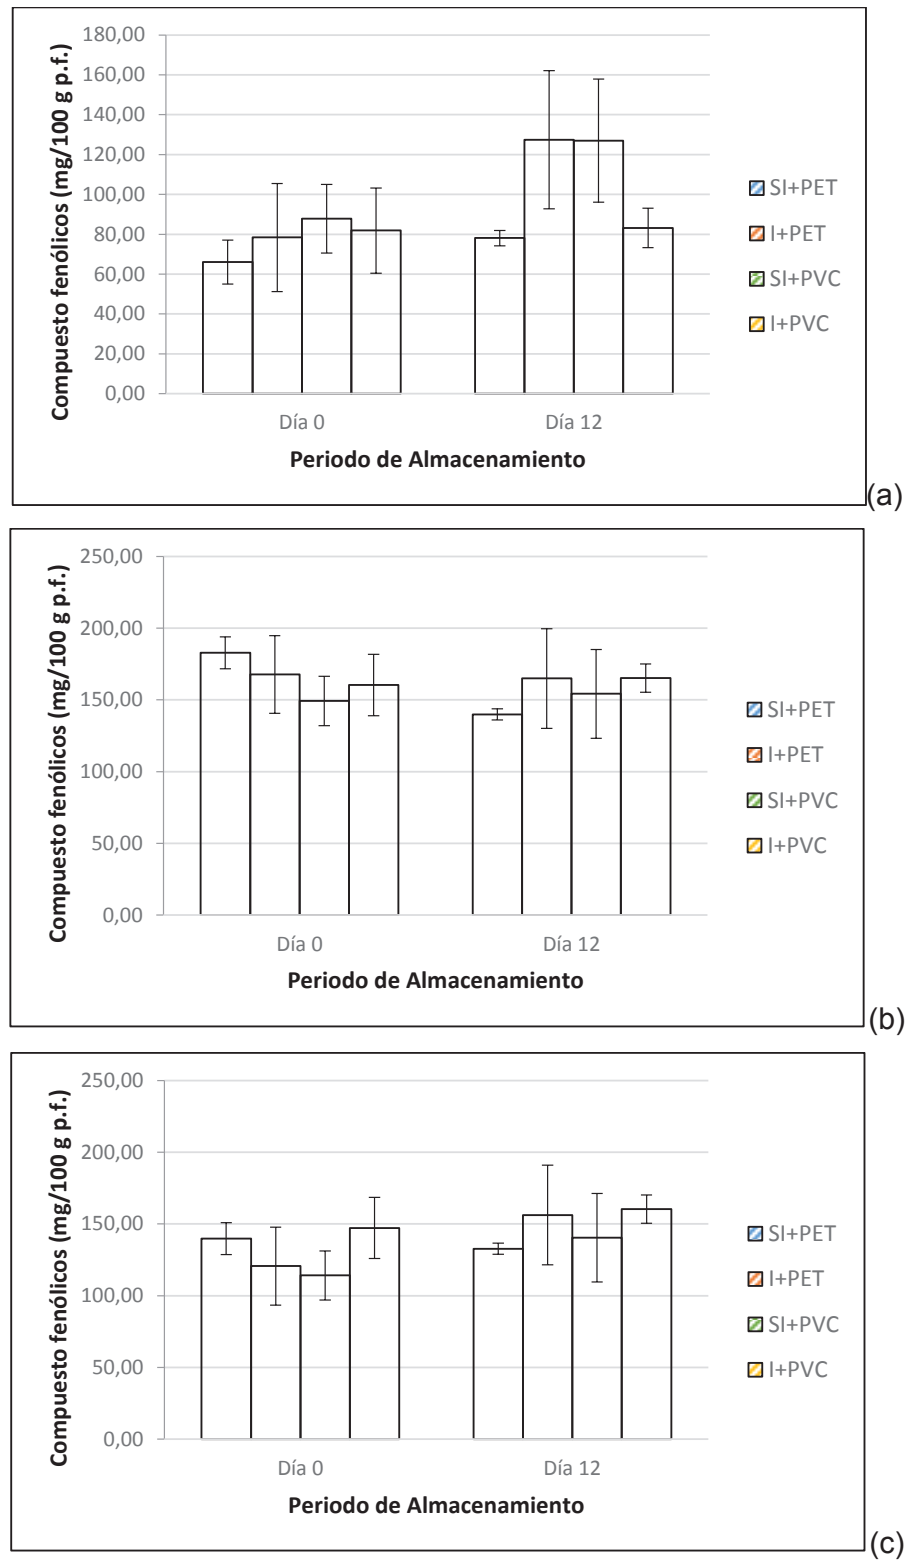 180,00
160,00
140,00
120,00
100,00
80,00
60,00
40,00
20,00
0,00
Compuesto fenólicos (mg/100 g p.f.)
Día 0
Día 12
Periodo de Almacenamiento
SI+PET
I+PET
SI+PVC
I+PVC
(a)
250,00
200,00
150,00
100,00
50,00
0,00
Compuesto fenólicos (mg/100 g p.f.)
Día 0
Día 12
Periodo de Almacenamiento
SI+PET
I+PET
SI+PVC
I+PVC
(b)
250,00
200,00
150,00
100,00
50,00
0,00
Compuesto fenólicos (mg/100 g p.f.)
Día 0
Día 12
Periodo de Almacenamiento
SI+PET
I+PET
SI+PVC
I+PVC
(c)